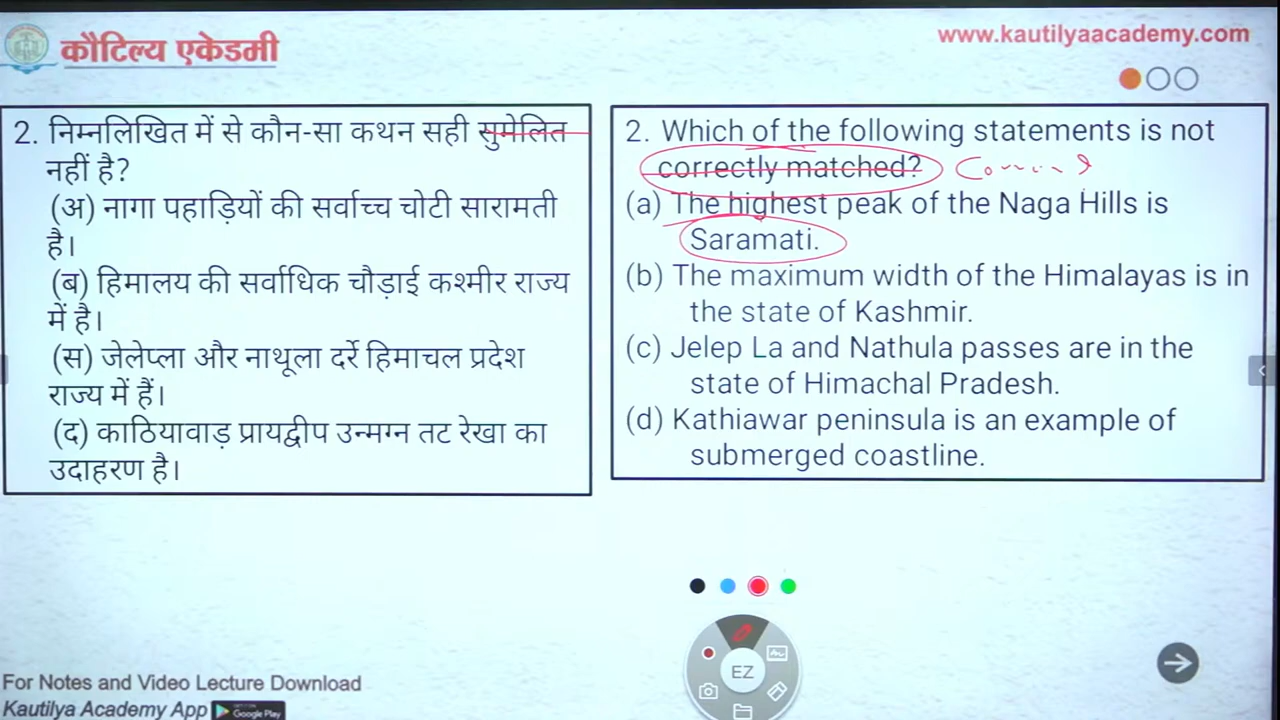 कौटिल्य एकेडमी
www.kautilyaacademy.com
2. निम्नलिखित में से कौन-सा कथन सही सुमेलित
नहीं है?
(अ) नागा पहाड़ियों की सर्वाच्च चोटी सारामती
है।
(ब) हिमालय की सर्वाधिक चौड़ाई कश्मीर राज्य
में है।
(स) जेलेप्ला और नाथूला दर्रे हिमाचल प्रदेश
राज्य में हैं।
(द) काठियावाड़ प्रायद्वीप उन्मग्न तट रेखा का
उदाहरण है।
2. Which of the following statements is not
correctly matched?
(a) The highest peak of the Naga Hills is
Saramati.
(b) The maximum width of the Himalayas is in
the state of Kashmir.
(c) Jelep La and Nathula passes are in the
state of Himachal Pradesh.
(d) Kathiawar peninsula is an example of
submerged coastline.
EZ
For Notes and Video Lecture Download
Kautilya Academy App Google Play